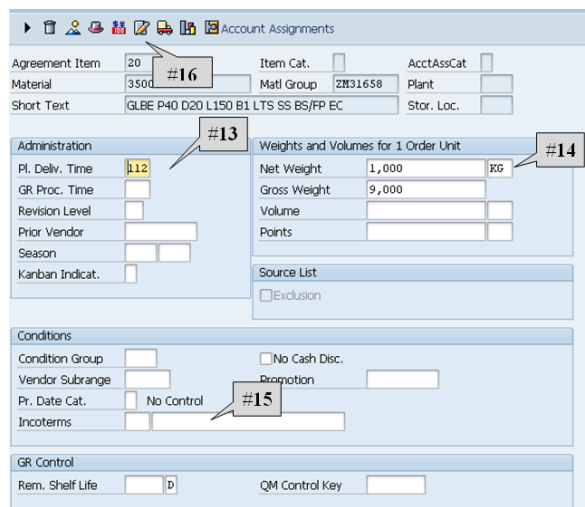 Account Assignments
Agreement Item 20 Item Cat. AcctAssCat
#16
Material 3500 Matl Group ZM31658 Plant
Short Text GLBE P40 D20 L150 B1 LTS SS BS/FP EC Stor. Loc.
#13
Administration Weights and Volumes for 1 Order Unit
#14
Pl. Deliv. Time 112 Net Weight 1,000 KG
GR Proc. Time Gross Weight 9,000
Revision Level Volume
Prior Vendor Points
Season
Kanban Indicat. Source List
Exclusion
Conditions
Condition Group No Cash Disc.
Vendor Subrange Promotion
Pr. Date Cat. No Control #15
Incoterms
GR Control
Rem. Shelf Life D QM Control Key